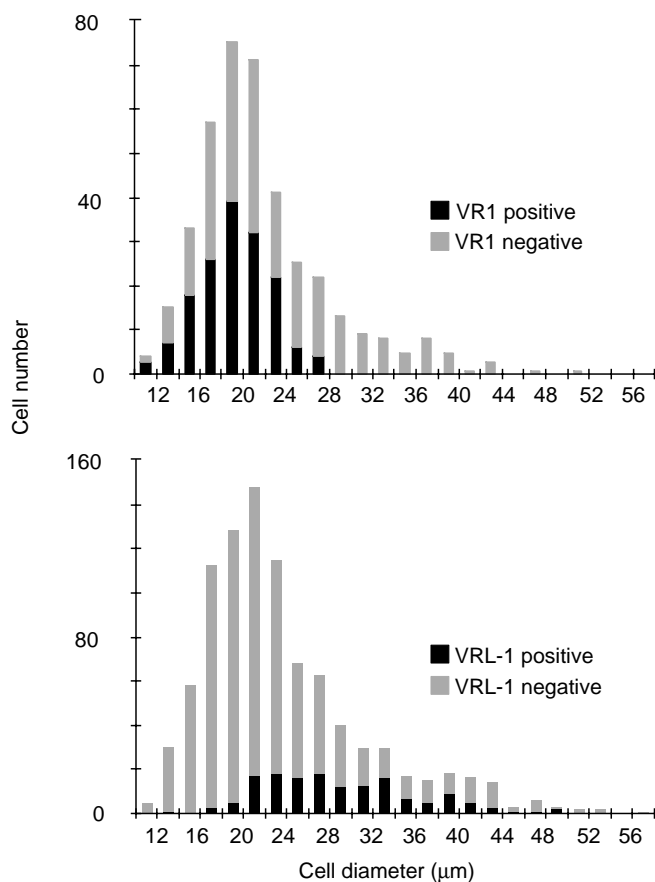 80
40
0
VR1 positive
VR1 negative
12 16 20 24 28 32 36 40 44 48 52 56
Cell number
160
80
0
VRL-1 positive
VRL-1 negative
12 16 20 24 28 32 36 40 44 48 52 56
Cell diameter (μm)